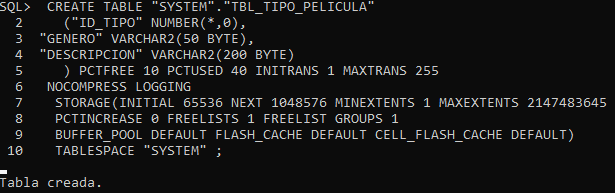 SQL>  CREATE TABLE "SYSTEM"."TBL_TIPO_PELICULA"
  2     ("ID_TIPO" NUMBER(*,0),
  3  "GENERO" VARCHAR2(50 BYTE),
  4  "DESCRIPCION" VARCHAR2(200 BYTE)
  5     ) PCTFREE 10 PCTUSED 40 INITRANS 1 MAXTRANS 255
  6   NOCOMPRESS LOGGING
  7    STORAGE(INITIAL 65536 NEXT 1048576 MINEXTENTS 1 MAXEXTENTS 2147483645
  8    PCTINCREASE 0 FREELISTS 1 FREELIST GROUPS 1
  9    BUFFER_POOL DEFAULT FLASH_CACHE DEFAULT CELL_FLASH_CACHE DEFAULT)
 10    TABLESPACE "SYSTEM" ;
Tabla creada.